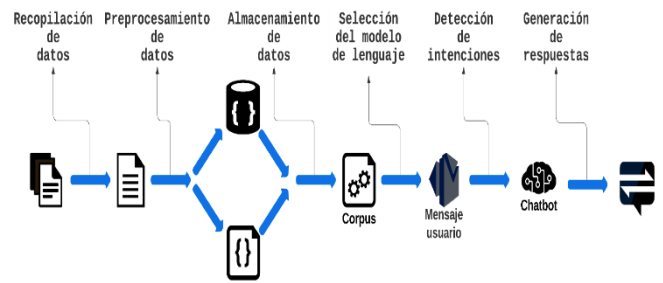 Recopilación
de
datos
Preprocesamiento
de
datos
Almacenamiento
de
datos
Selección
del modelo
de lenguaje
Detección
de
intenciones
Generación
de
respuestas
{ }
{}
Corpus
Mensaje
usuario
Chatbot